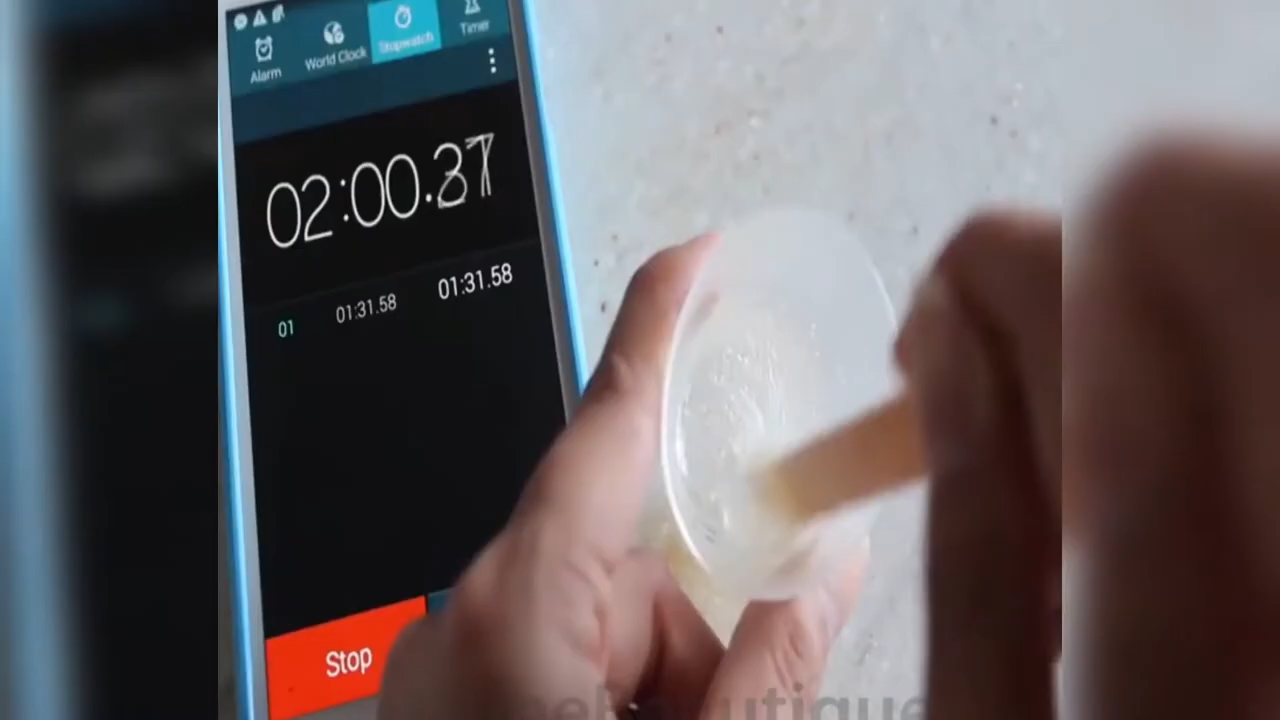 Alarm
World Clock
Stopwatch
Timer
02:00.37
01 01:31.58 01:31.58
Stop